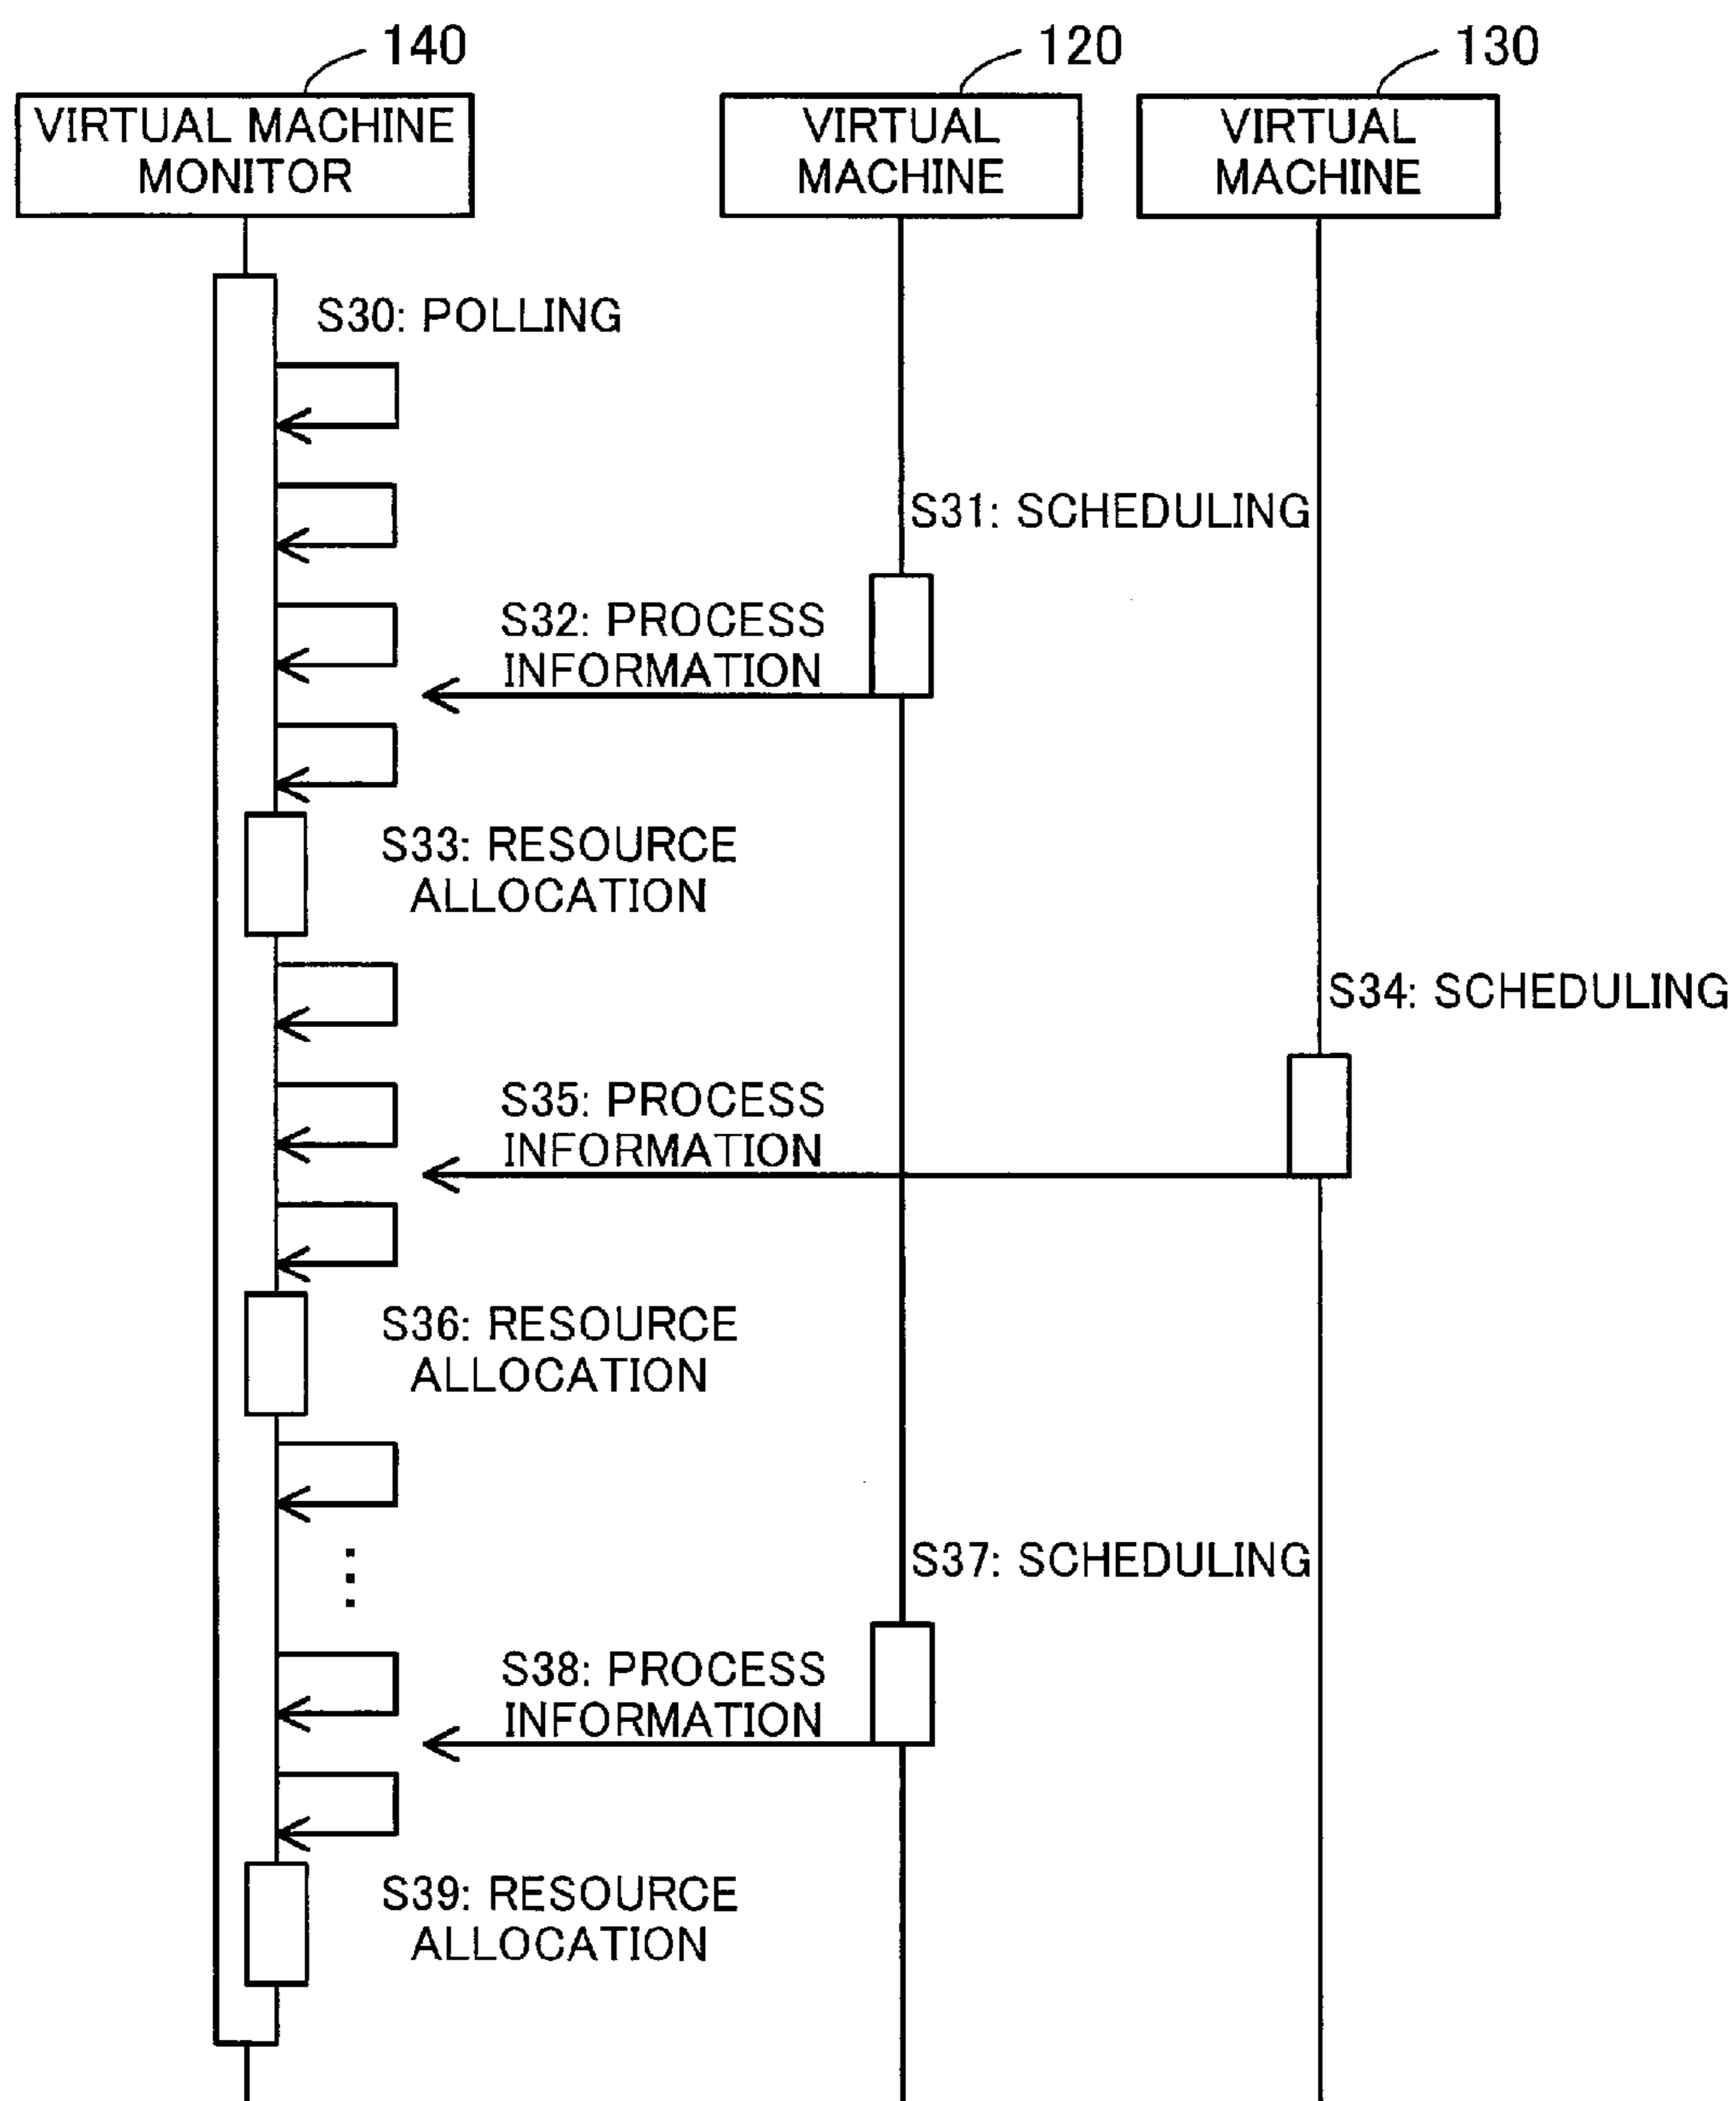 140
120
130
VIRTUAL MACHINE
MONITOR
VIRTUAL
MACHINE
VIRTUAL
MACHINE
S30: POLLING
S31: SCHEDULING
S32: PROCESS
INFORMATION
S33: RESOURCE
ALLOCATION
S34: SCHEDULING
S35: PROCESS
INFORMATION
S36: RESOURCE
ALLOCATION
S37: SCHEDULING
S38: PROCESS
INFORMATION
S39: RESOURCE
ALLOCATION